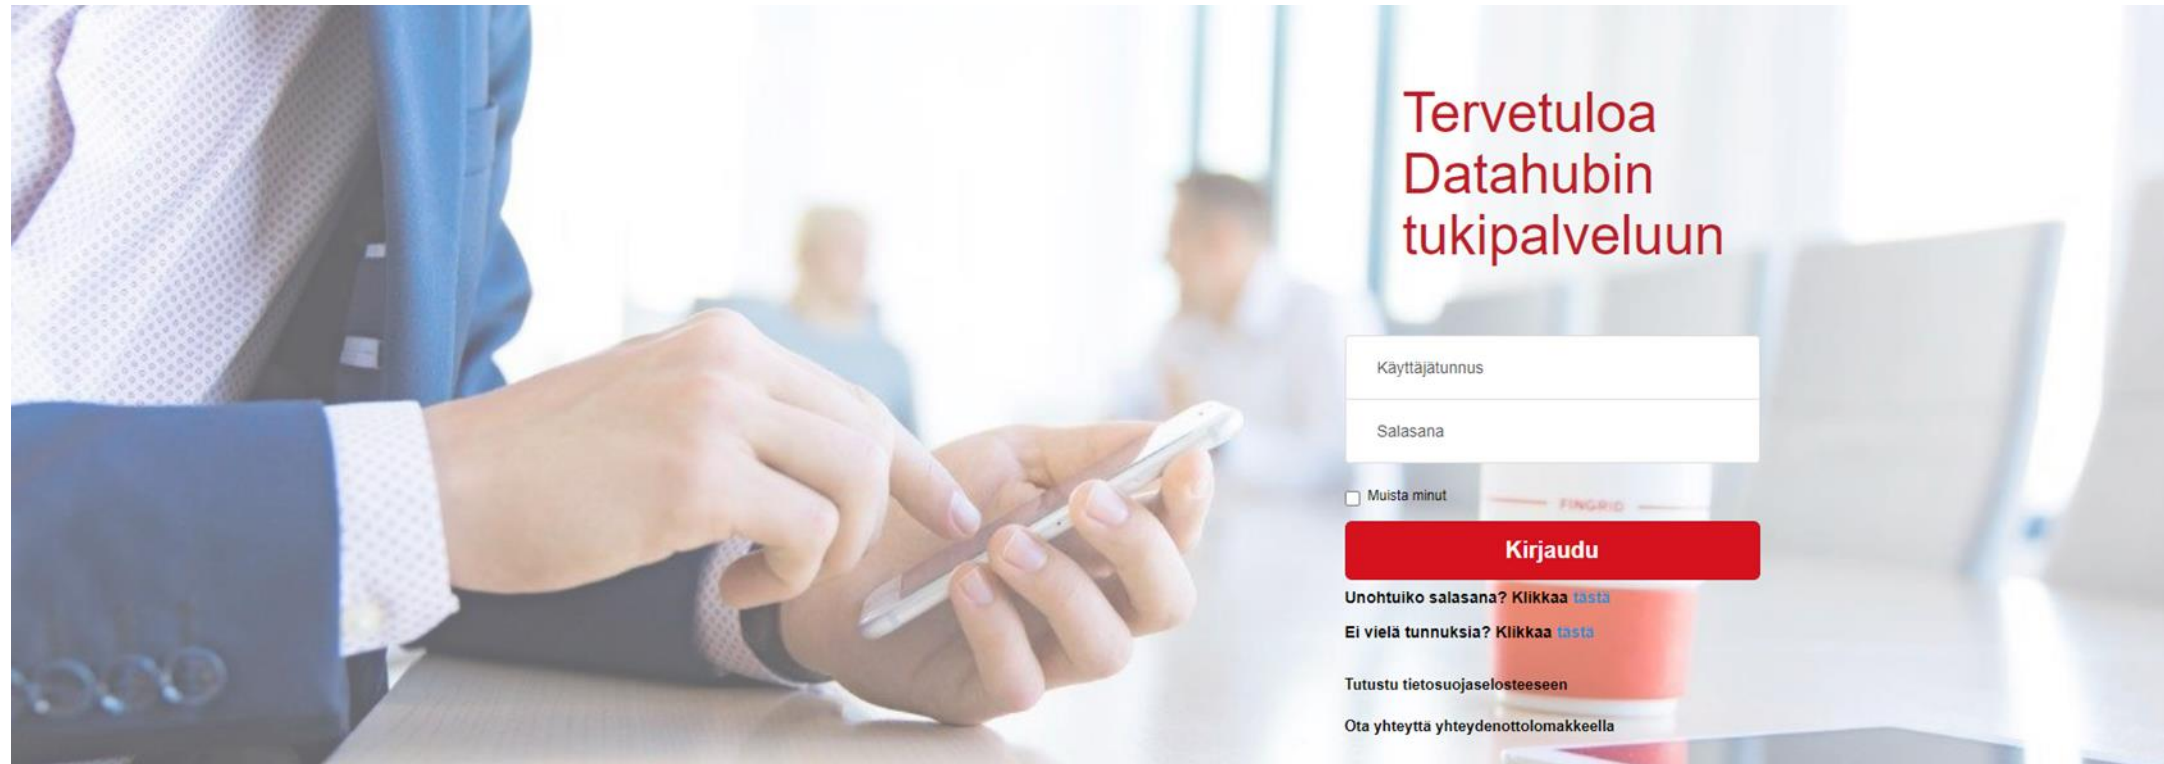 Tervetuloa
Datahubin
tukipalveluun
Käyttäjätunnus
Salasana
Muista minut
FINGRID
Kirjaudu
Unohtuiko salasana? Klikkaa tästä
Ei vielä tunnuksia? Klikkaa tästä
Tutustu tietosuojaselosteeseen
Ota yhteyttä yhteydenottolomakkeella